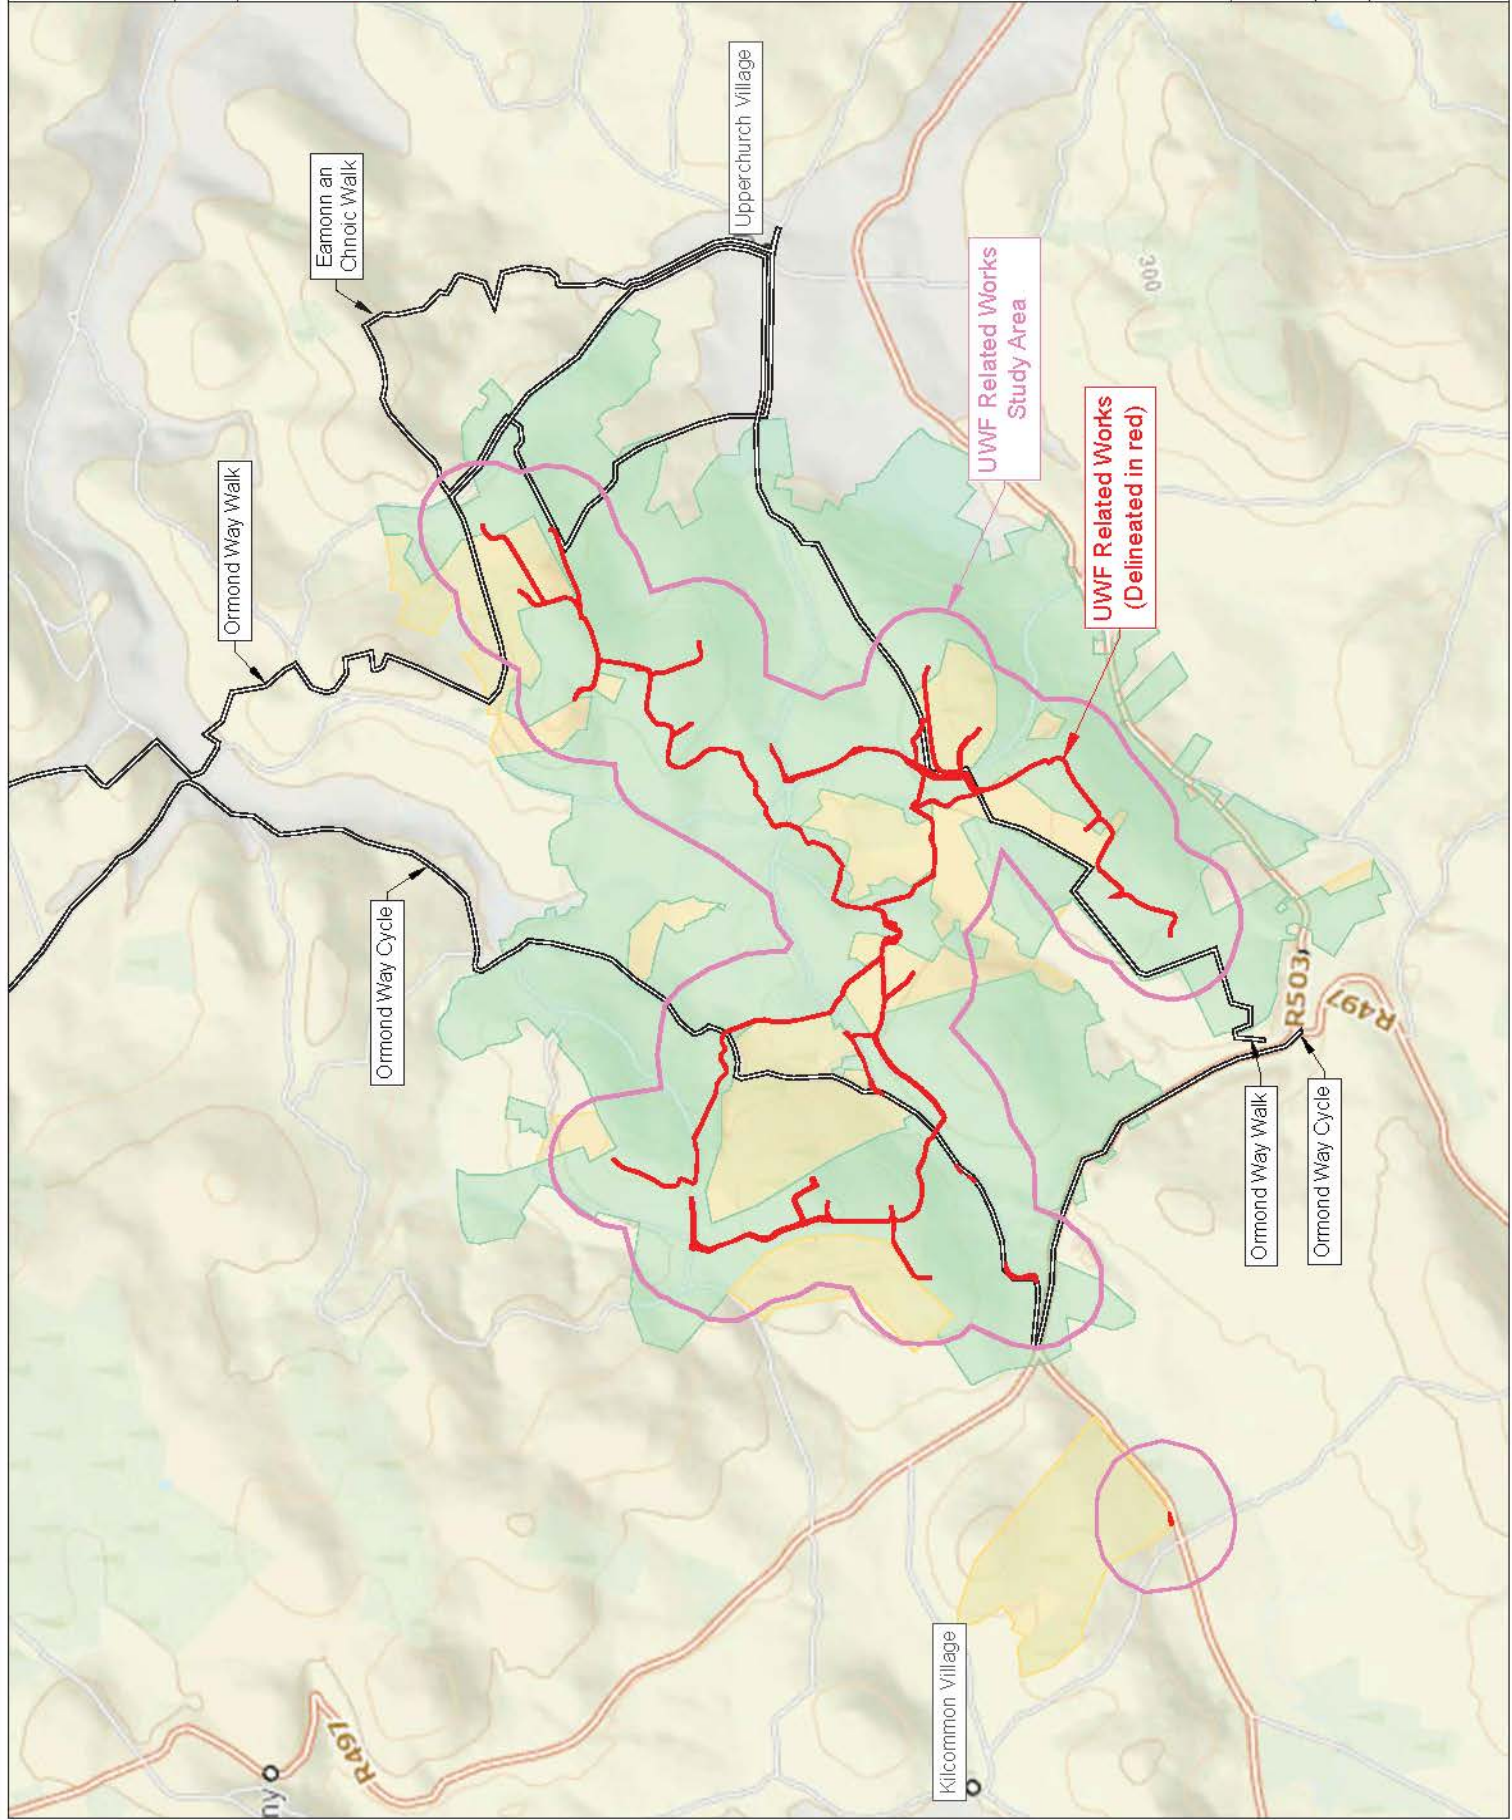 Eamonn an
Chnoic Walk
Upperchurch Village
Ormond Way Walk
Ormond Way Cycle
UWF Related Works
Study Area
UWF Related Works
(Delineated in red)
300
R503
R497
Ormond Way Walk
Ormond Way Cycle
Kilcommon Village
R497
ny